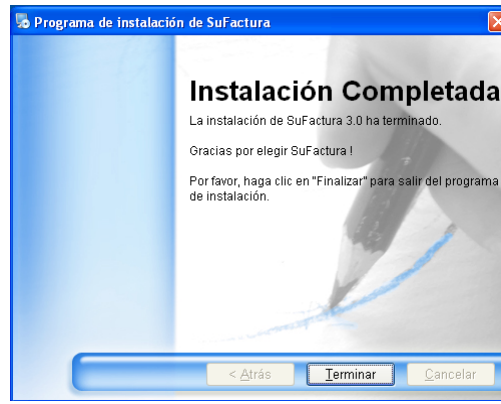 Programa de instalación de SuFactura
Instalación Completada
La instalación de SuFactura 3.0 ha terminado.
Gracias por elegir SuFactura !
Por favor, haga clic en "Finalizar" para salir del programa
de instalación.
< Atrás
Terminar
Cancelar